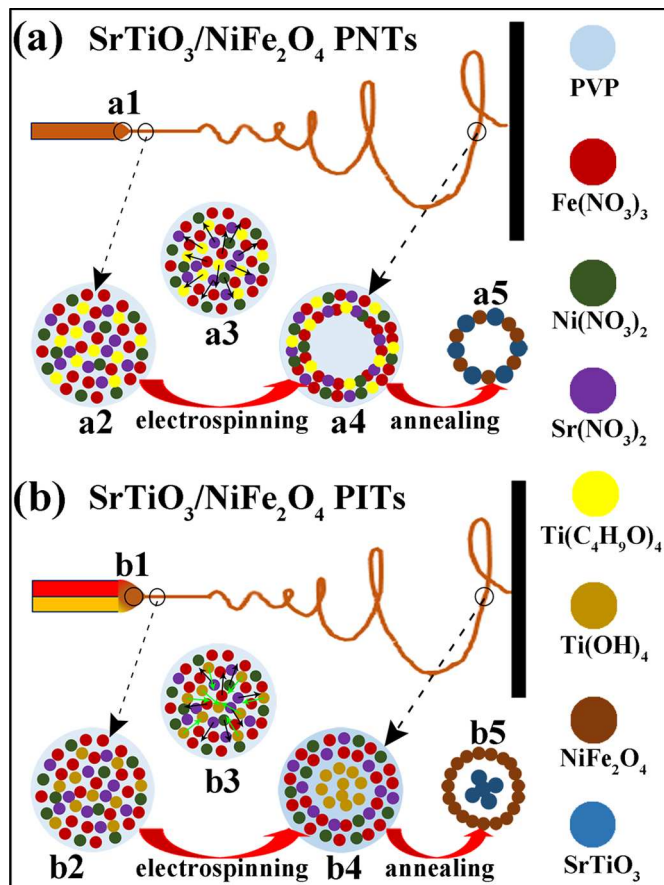 (a) SrTiO₃/NiFe₂O₄ PNTs
a1
a3
a2
a4
a5
electrospinning
annealing
(b) SrTiO₃/NiFe₂O₄ PITs
b1
b3
b2
b4
b5
electrospinning
annealing
PVP
Fe(NO₃)₃
Ni(NO₃)₂
Sr(NO₃)₂
Ti(C₄H₉O)₄
Ti(OH)₄
NiFe₂O₄
SrTiO₃